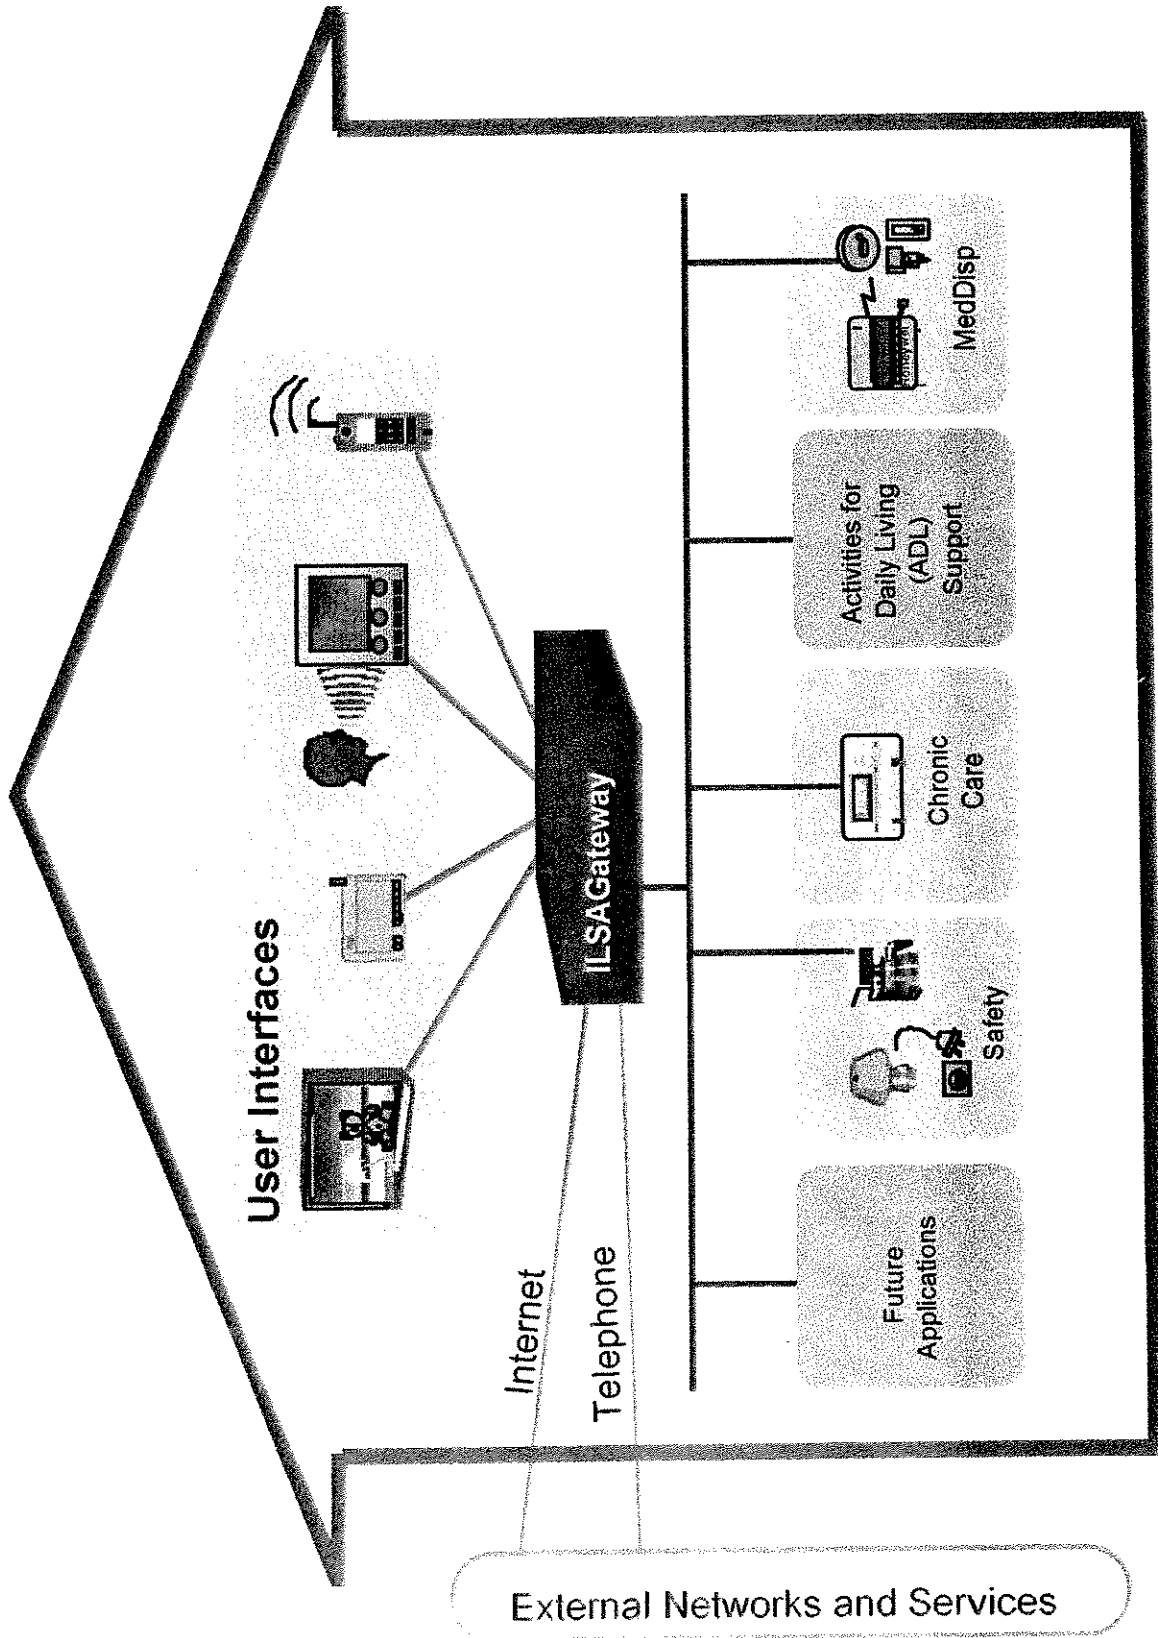 User Interfaces
Internet
Telephone
ILSAGateway
External Networks and Services
Future
Applications
Safety
Chronic
Care
Activities for
Daily Living
(ADL)
Support
Honeywell
MedDisp